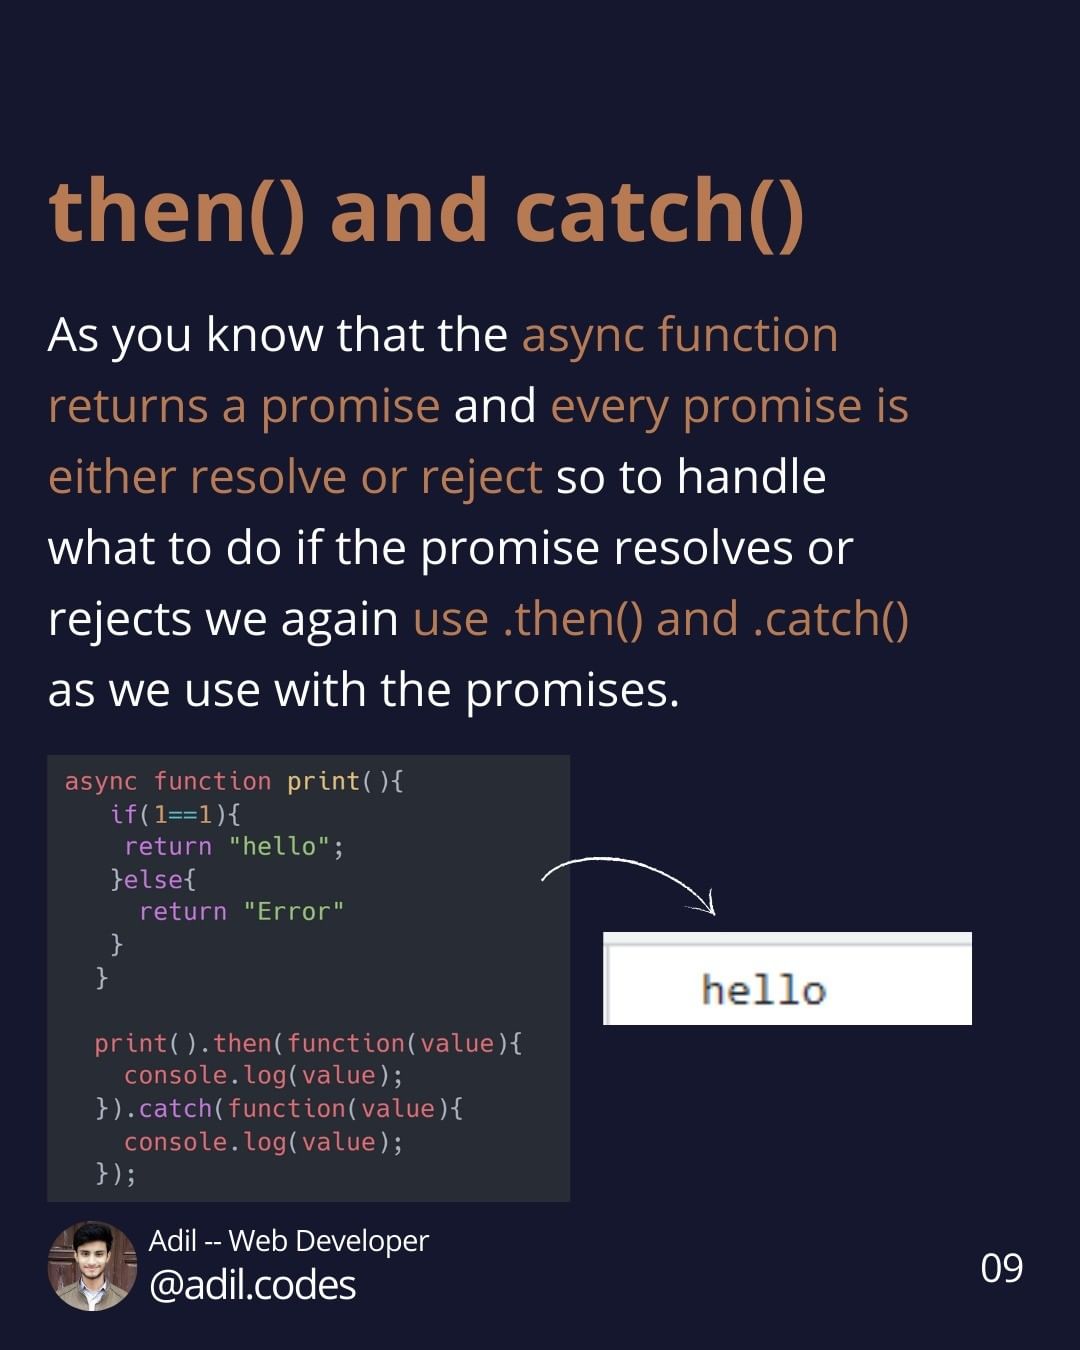 then() and catch()
As you know that the async function
returns a promise and every promise is
either resolve or reject so to handle
what to do if the promise resolves or
rejects we again use .then() and .catch()
as we use with the promises.
async function print(){
if(1==1){
return "hello";
}else{
return "Error"
}
}
print().then(function(value){
console.log(value);
}).catch(function(value){
console.log(value);
});
hello
Adil -- Web Developer
@adil.codes
09